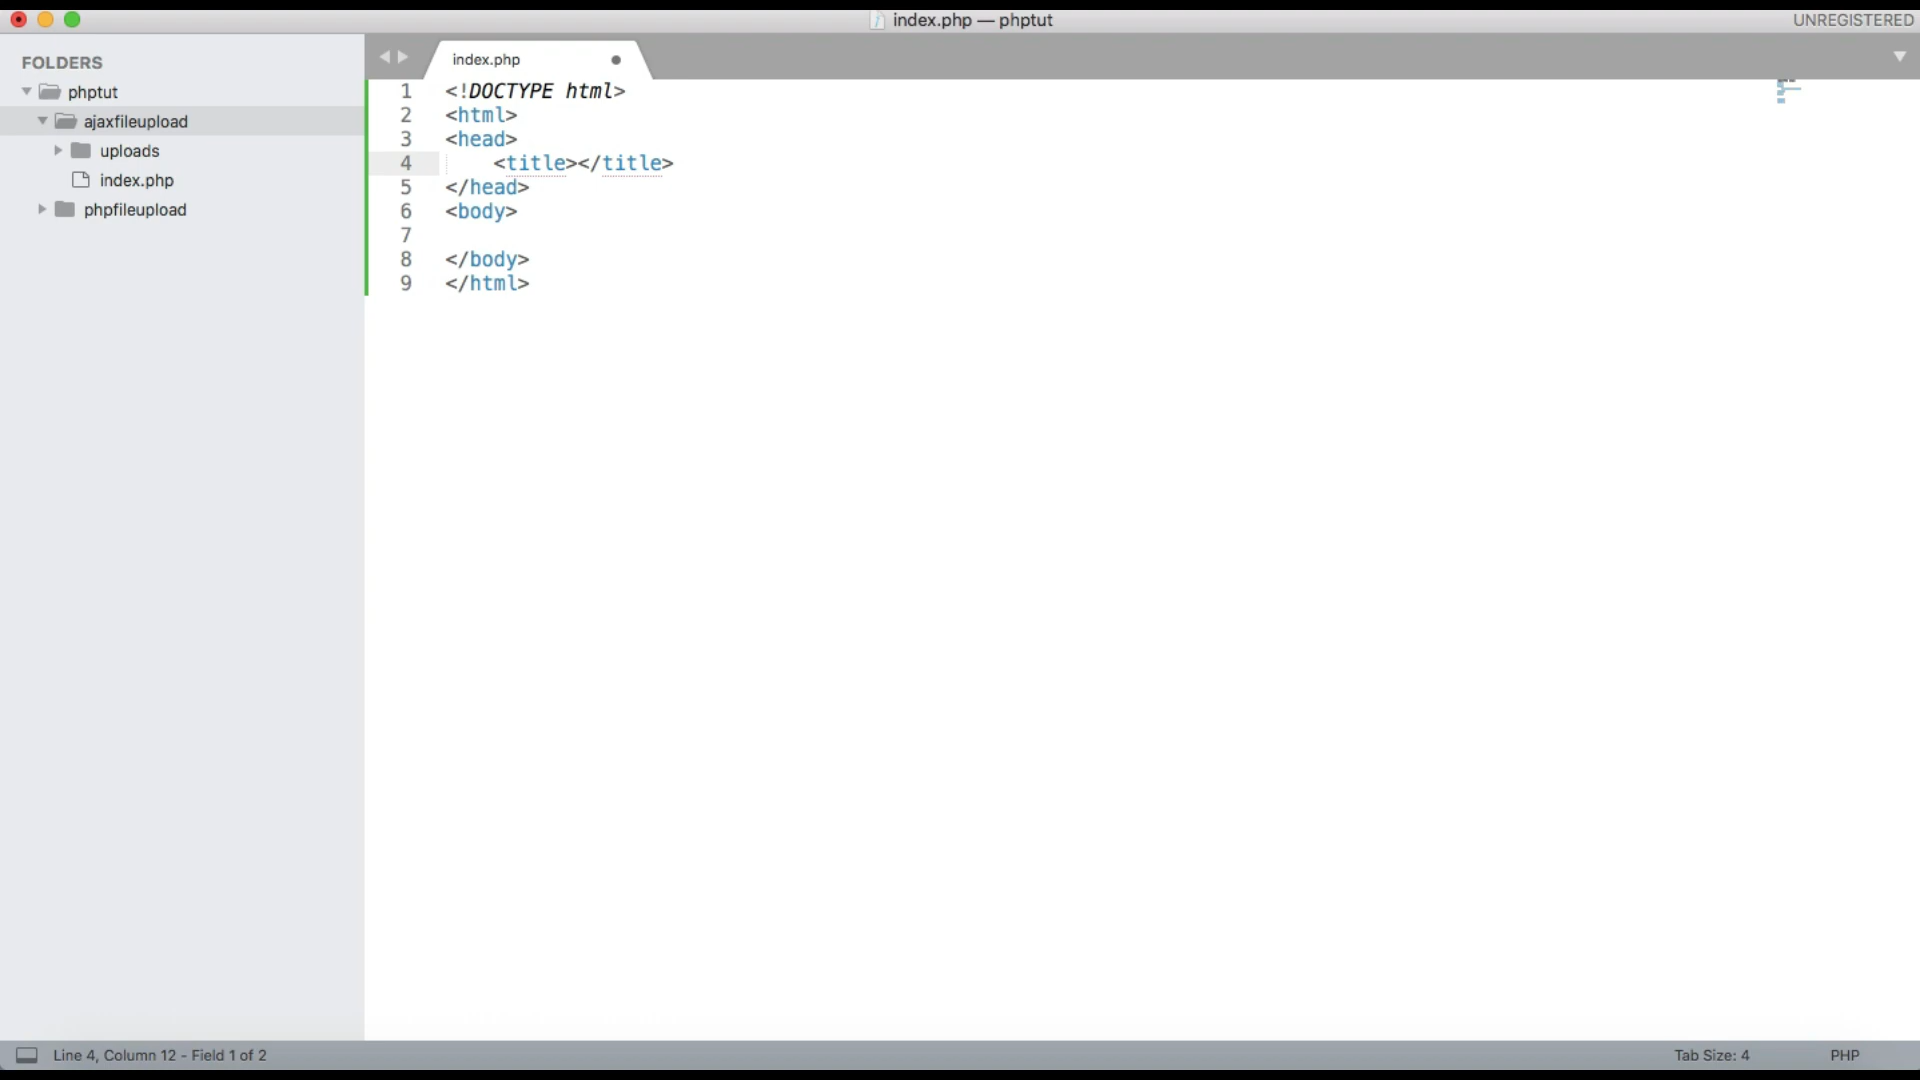 index.php — phptut
UNREGISTERED
FOLDERS
phptut
ajaxfileupload
uploads
index.php
phpfileupload
index.php
1 <!DOCTYPE html>
2 <html>
3 <head>
4     <title></title>
5 </head>
6 <body>
7
8 </body>
9 </html>
Line 4, Column 12 - Field 1 of 2
Tab Size: 4
PHP